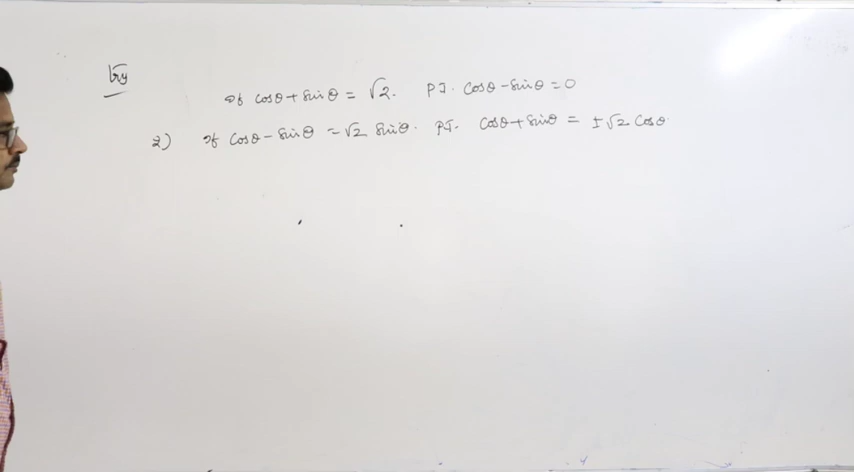 Try
If cosθ + sinθ = √2. P.T. cosθ - sinθ = 0
2) If cosθ - sinθ = √2 sinθ. P.T. cosθ + sinθ = ±√2 cosθ